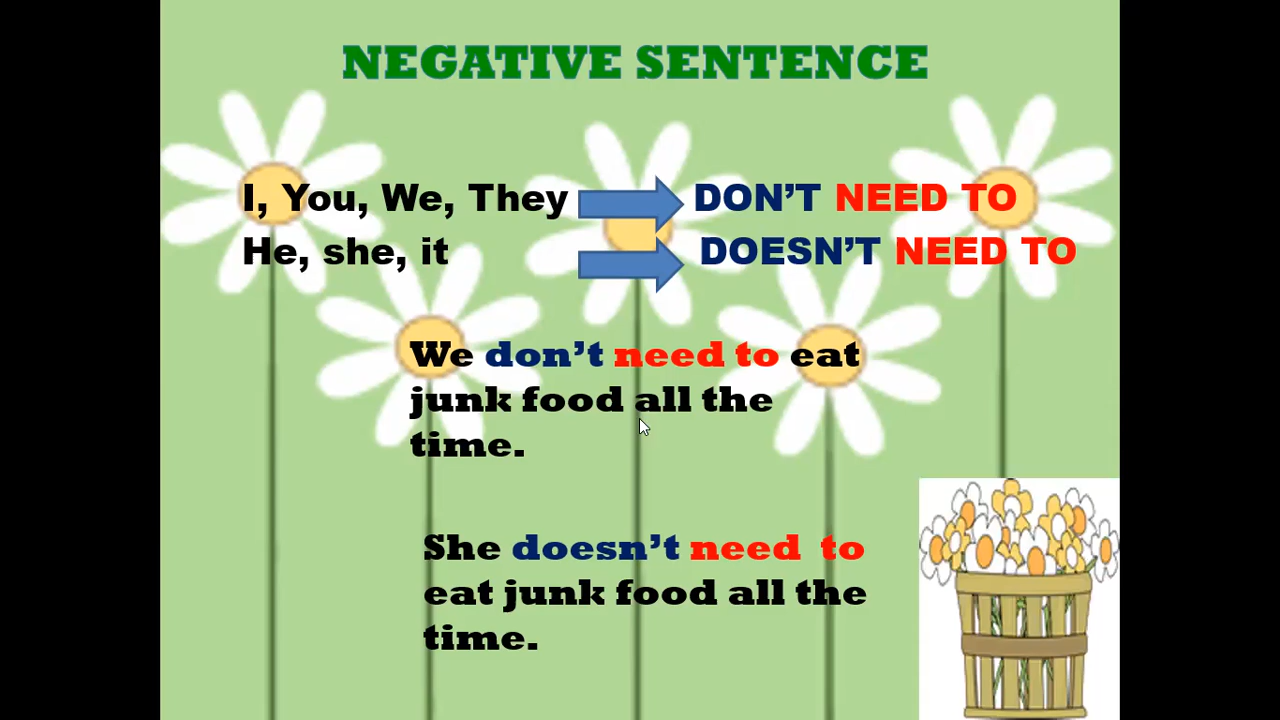 NEGATIVE SENTENCE
I, You, We, They DON’T NEED TO
He, she, it DOESN’T NEED TO
We don’t need to eat
junk food all the
time.
She doesn’t need to
eat junk food all the
time.